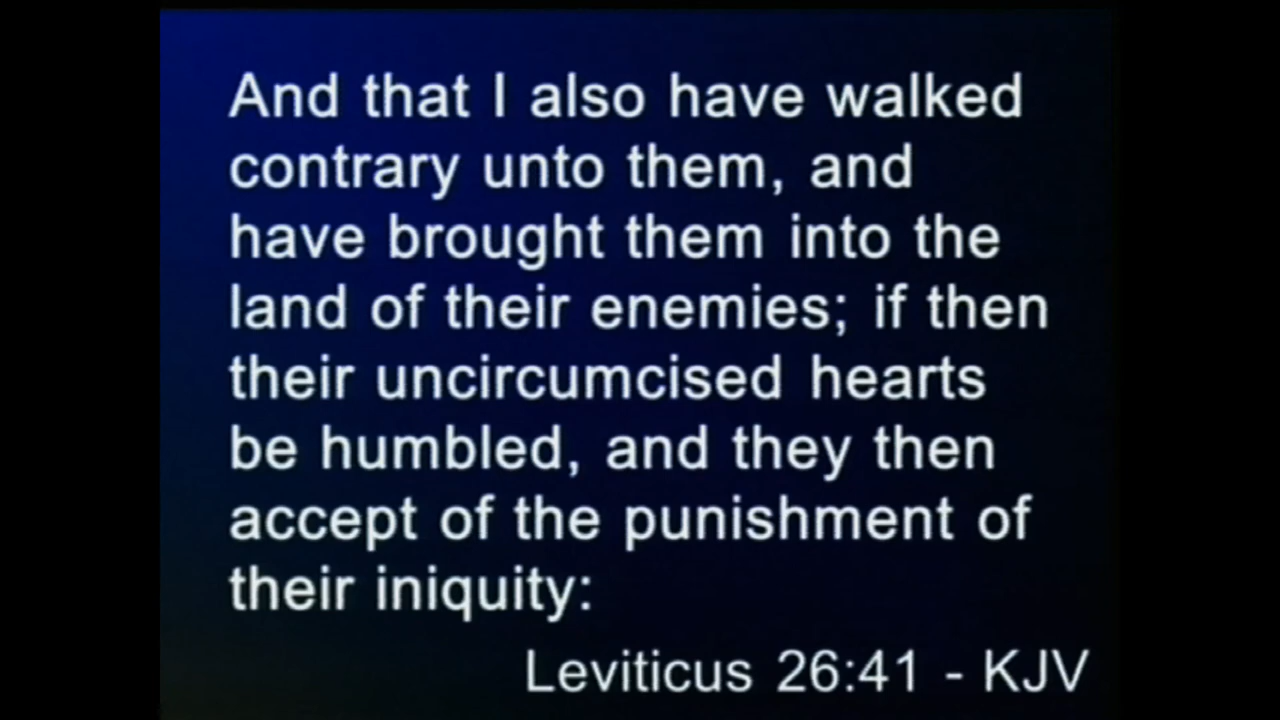 And that I also have walked
contrary unto them, and
have brought them into the
land of their enemies; if then
their uncircumcised hearts
be humbled, and they then
accept of the punishment of
their iniquity:
Leviticus 26:41 - KJV